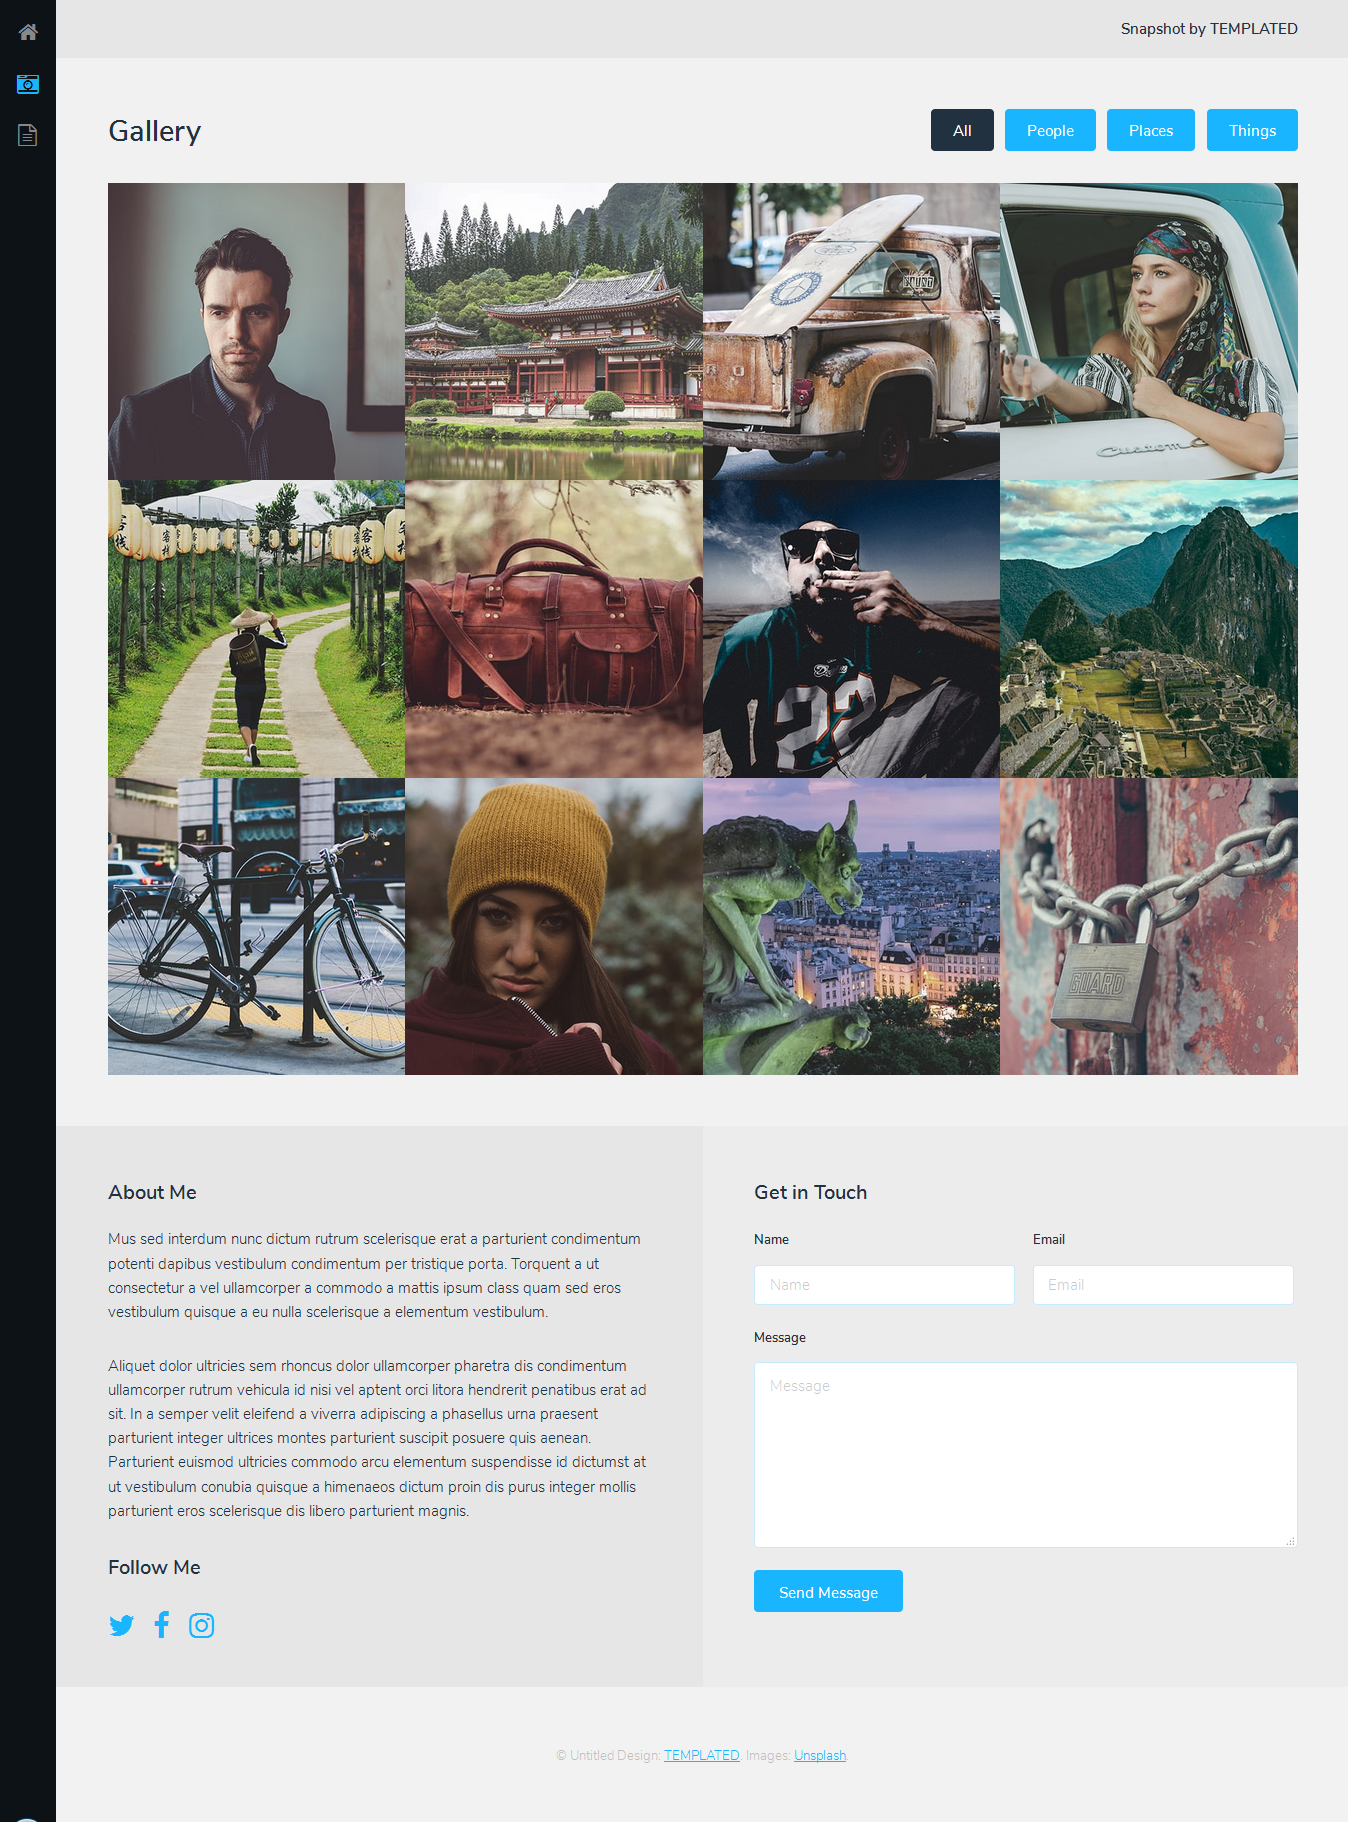 Snapshot by TEMPLATED
Gallery
All
People
Places
Things
Custom
客栈
客栈
22
GUARD
About Me
Mus sed interdum nunc dictum rutrum scelerisque erat a parturient condimentum
potenti dapibus vestibulum condimentum per tristique porta. Torquent a ut
consectetur a vel ullamcorper a commodo a mattis ipsum class quam sed eros
vestibulum quisque a eu nulla scelerisque a elementum vestibulum.
Aliquet dolor ultricies sem rhoncus dolor ullamcorper pharetra dis condimentum
ullamcorper rutrum vehicula id nisi vel aptent orci litora hendrerit penatibus erat ad
sit. In a semper velit eleifend a viverra adipiscing a phasellus urna praesent
parturient integer ultrices montes parturient suscipit posuere quis aenean.
Parturient euismod ultricies commodo arcu elementum suspendisse id dictumst at
ut vestibulum conubia quisque a himenaeos dictum proin dis purus integer mollis
parturient eros scelerisque dis libero parturient magnis.
Follow Me
Get in Touch
Name
Email
Name
Email
Message
Message
Send Message
© Untitled Design: TEMPLATED. Images: Unsplash.